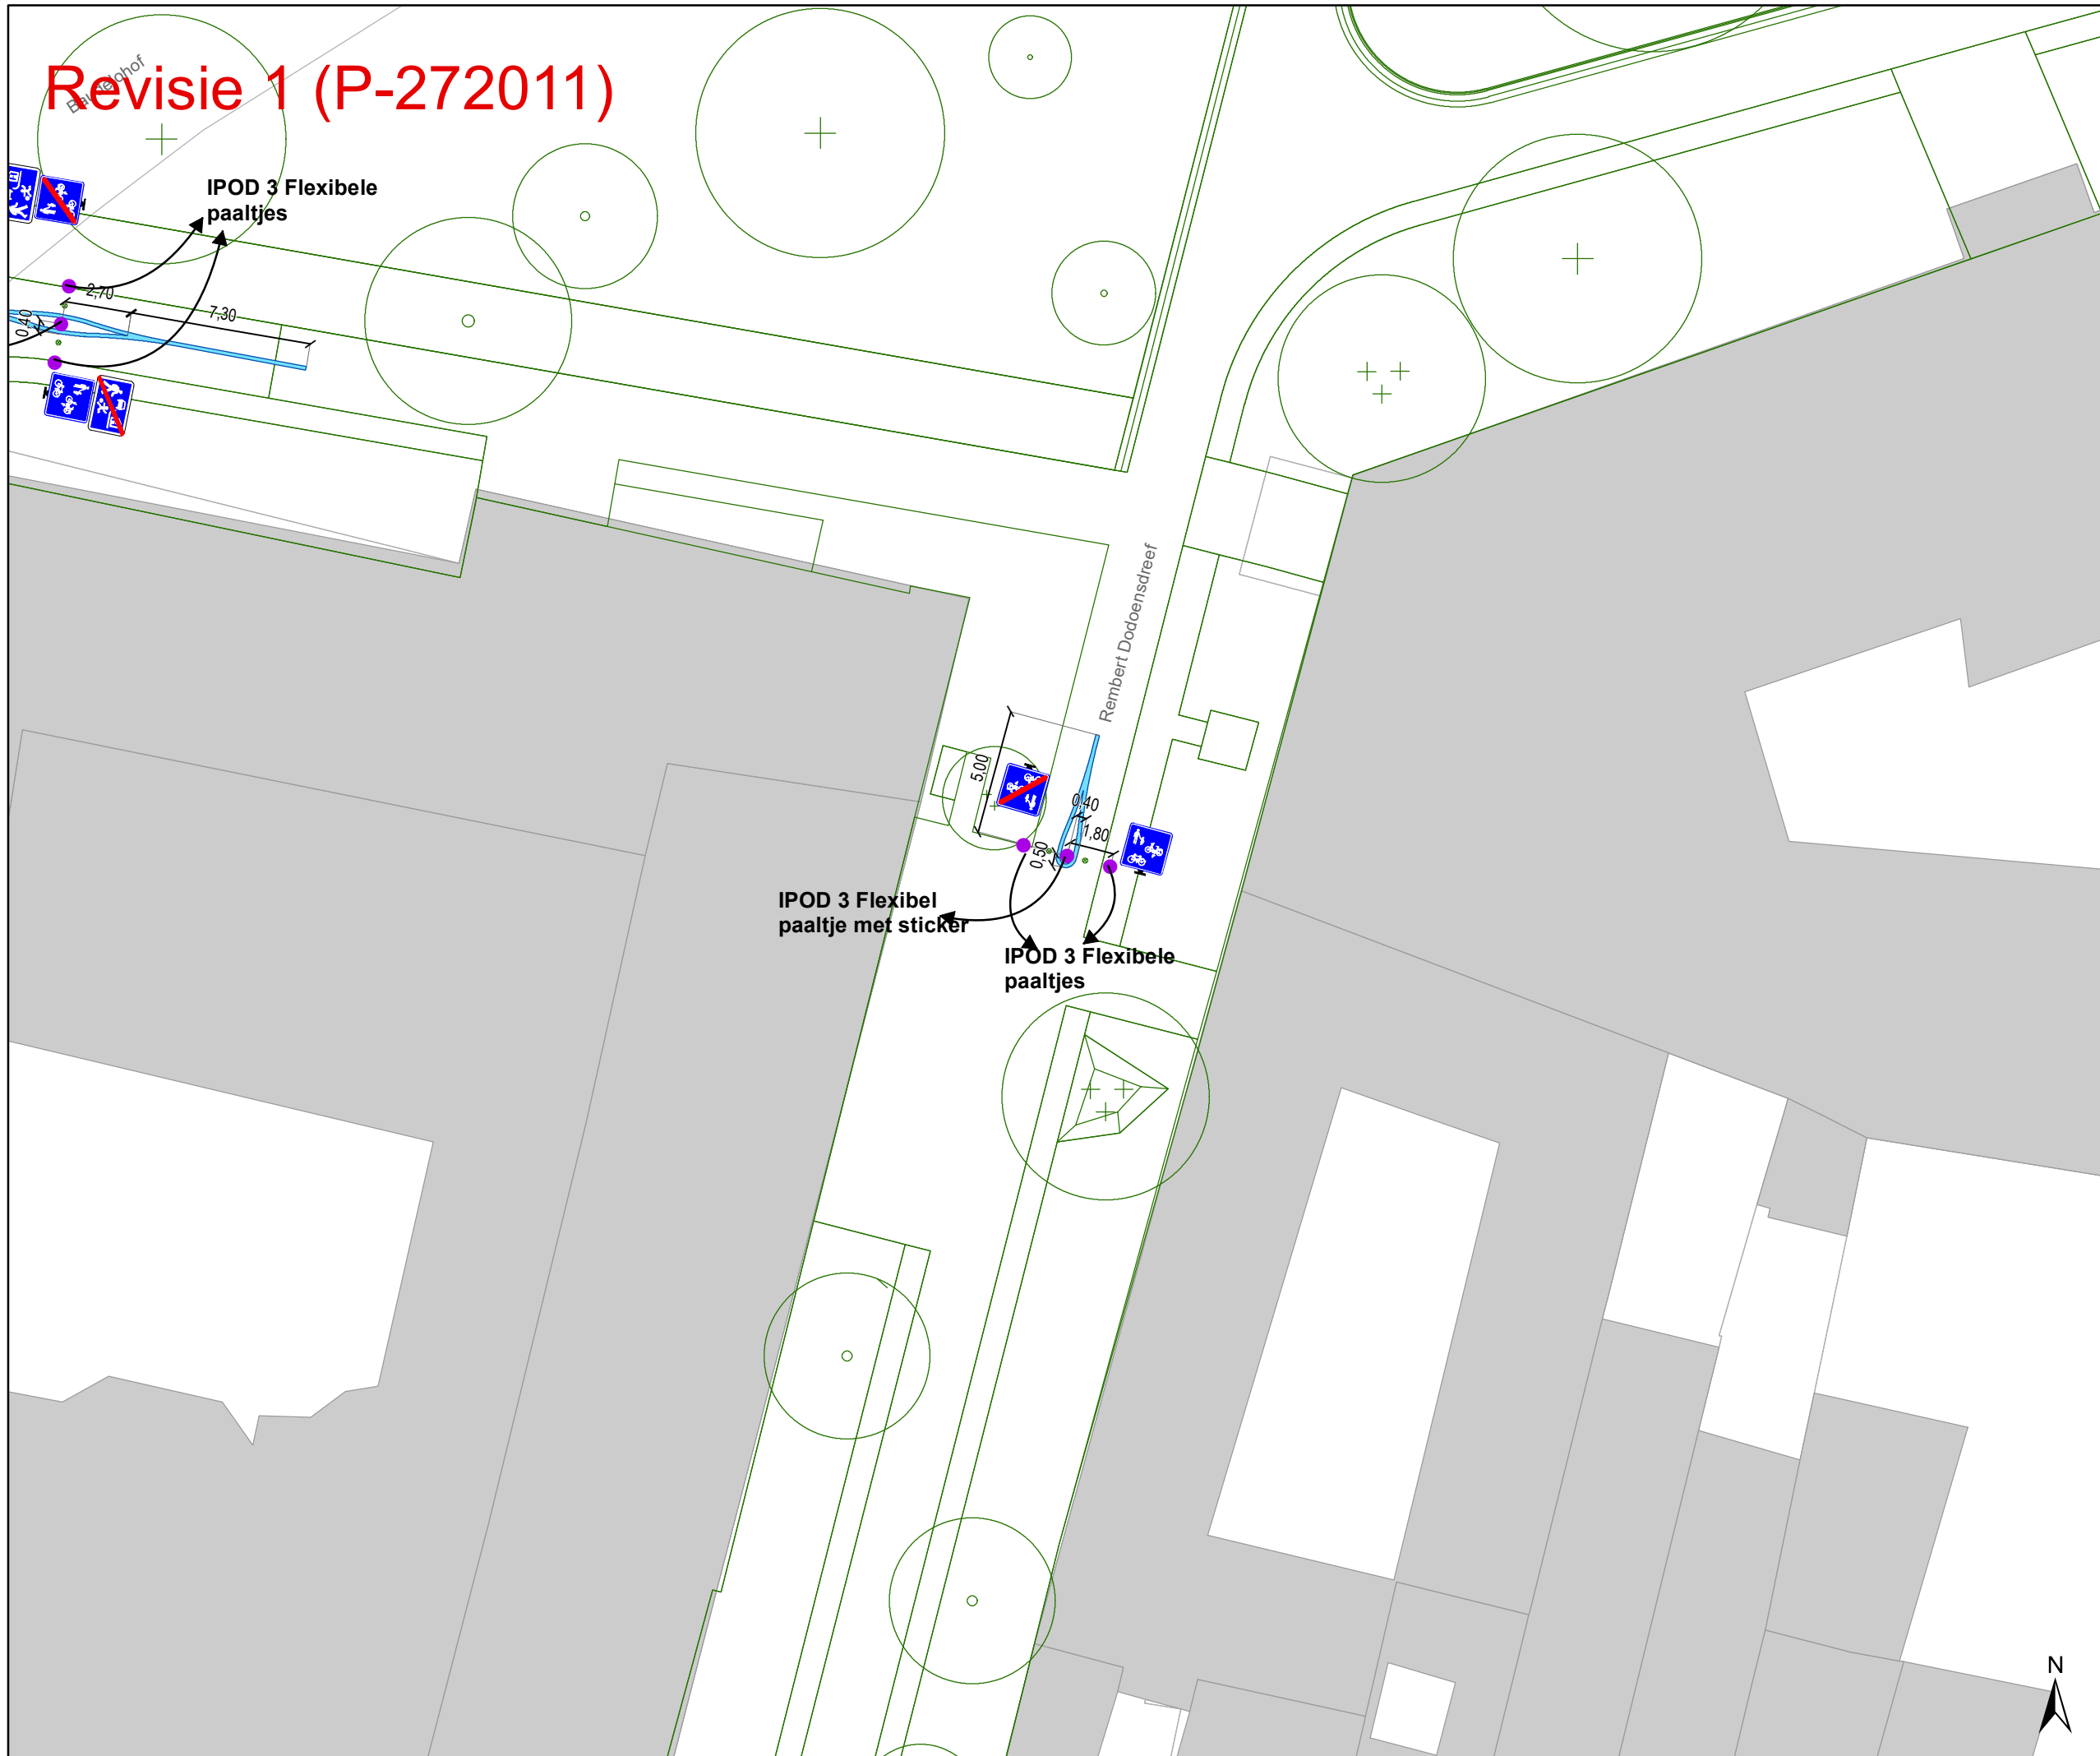 Revisie 1 (P-272011)
IPOD 3 Flexibele
paaltjes
2,70
7,30
0,40
Rembert Dodoensdreef
5,00
0,40
1,80
0,50
IPOD 3 Flexibel
paaltje met sticker
IPOD 3 Flexibele
paaltjes
N